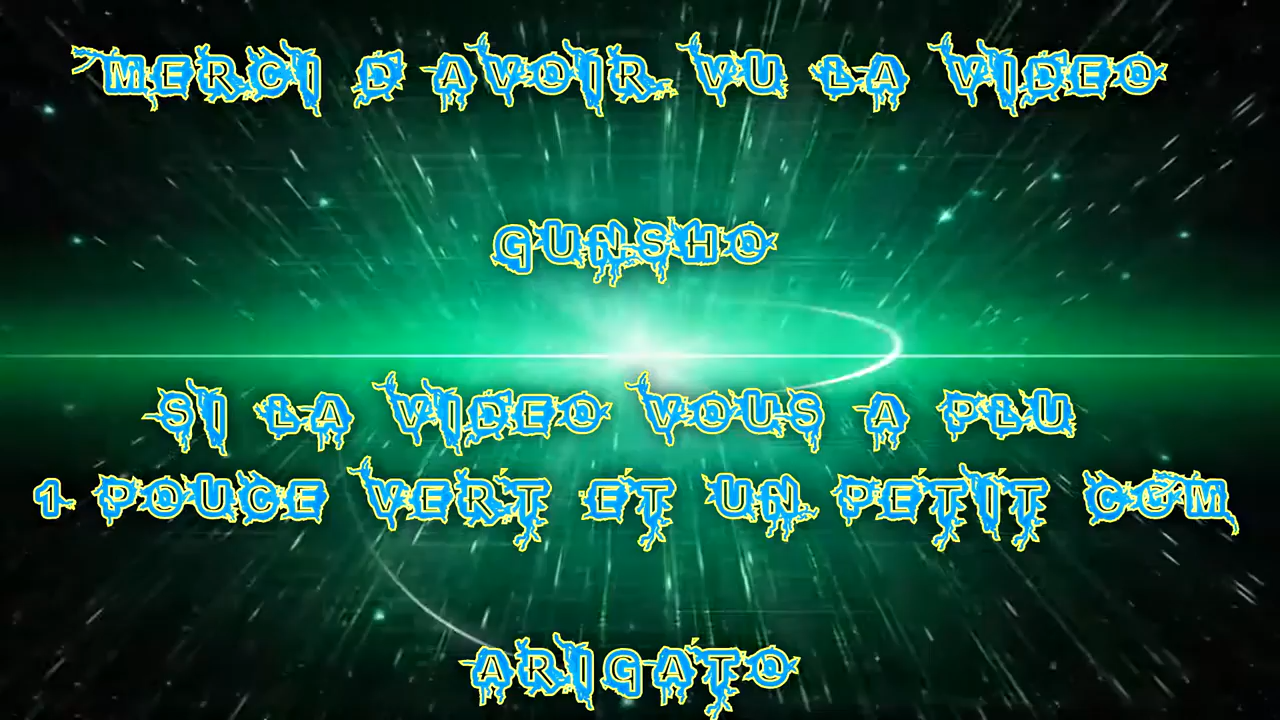 MERCI D AVOIR VU LA VIDEO
GUNSHO
SI LA VIDEO VOUS A PLU
1 POUCE VERT ET UN PETIT COM
ARIGATO